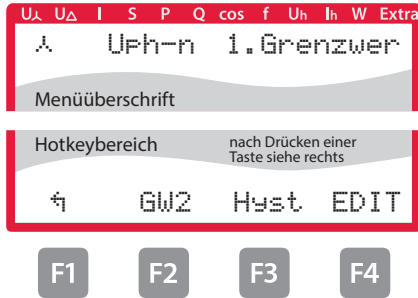 U⅄ U△ I S P Q cos f Uh Ih W Extra
⅄ Uph-n 1.Grenzwer
Menüüberschrift
Hotkeybereich
nach Drücken einer
Taste siehe rechts
↰ GW2 Hyst EDIT
F1 F2 F3 F4